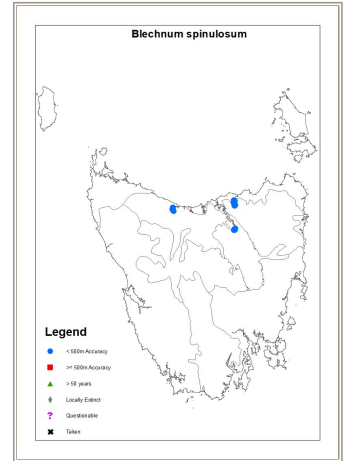 Blechnum spinulosum
Legend
< 500m Accuracy
>= 500m Accuracy
> 50 years
Locally Extinct
? Questionable
Taken